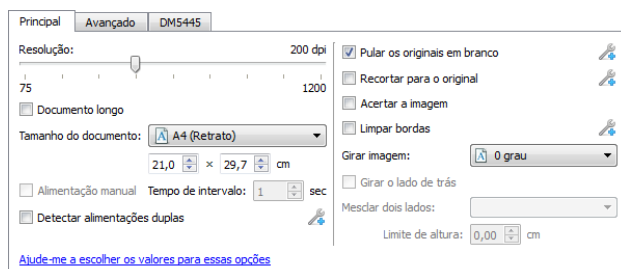 Principal Avançado DM5445
Resolução: 200 dpi
75 1200
Documento longo
Tamanho do documento: A4 (Retrato)
21,0 × 29,7 cm
Alimentação manual Tempo de intervalo: 1 sec
Detectar alimentações duplas
Ajude-me a escolher os valores para essas opções
Pular os originais em branco
Recortar para o original
Acertar a imagem
Limpar bordas
Girar imagem: 0 grau
Girar o lado de trás
Mesclar dois lados:
Limite de altura: 0,00 cm